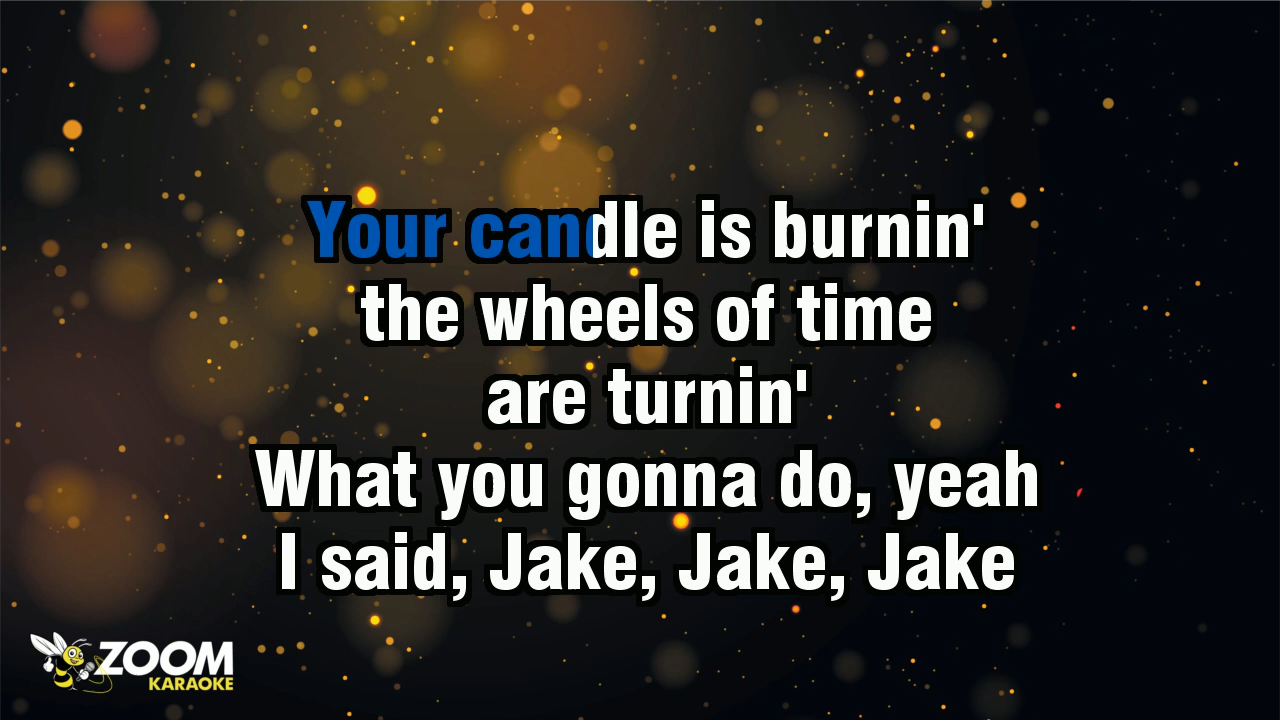 Your candle is burnin'
the wheels of time
are turnin'
What you gonna do, yeah
I said, Jake, Jake, Jake
ZOOM
KARAOKE